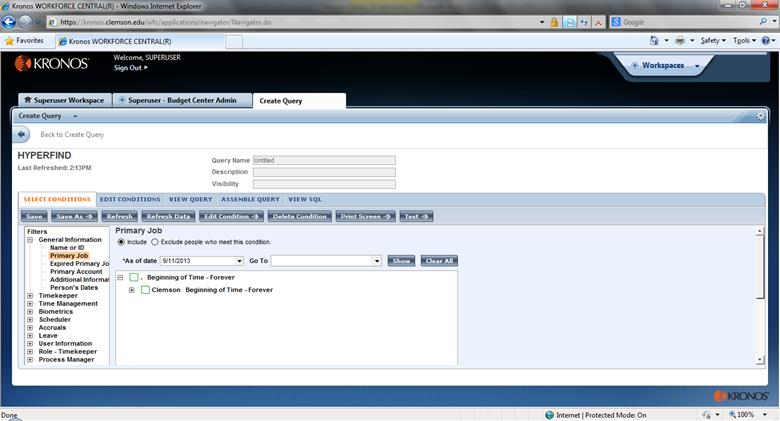 Kronos WORKFORCE CENTRAL(R) - Windows Internet Explorer
https://kronos.clemson.edu/wfc/applications/navigator/Navigator.do
Google
Favorites
Kronos WORKFORCE CENTRAL(R)
Safety
Tools
KRONOS
Welcome, SUPERUSER
Sign Out
Workspaces
Superuser Workspace
Superuser - Budget Center Admin
Create Query
Create Query
Back to Create Query
HYPERFIND
Last Refreshed: 2:13PM
Query Name Untitled
Description
Visibility
SELECT CONDITIONS EDIT CONDITIONS VIEW QUERY ASSEMBLE QUERY VIEW SQL
Save Save As Refresh Refresh Data Edit Condition Delete Condition Print Screen Test
Filters
General Information
Name or ID
Primary Job
Expired Primary Jo
Primary Account
Additional Informat
Person's Dates
Timekeeper
Time Management
Biometrics
Scheduler
Accruals
Leave
User Information
Role - Timekeeper
Process Manager
Primary Job
Include Exclude people who meet this condition.
*As of date 9/11/2013 Go To Show Clear All
. Beginning of Time - Forever
Clemson Beginning of Time - Forever
KRONOS
Done
Internet | Protected Mode: On
100%